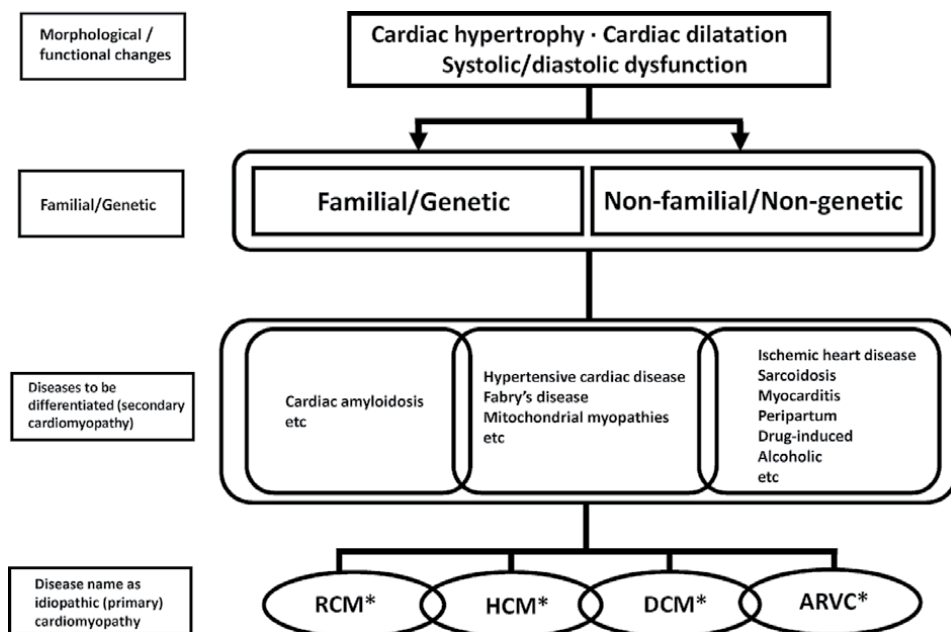 Morphological /
functional changes
Cardiac hypertrophy · Cardiac dilatation
Systolic/diastolic dysfunction
Familial/Genetic
Familial/Genetic
Non-familial/Non-genetic
Diseases to be
differentiated (secondary
cardiomyopathy)
Cardiac amyloidosis
etc
Hypertensive cardiac disease
Fabry's disease
Mitochondrial myopathies
etc
Ischemic heart disease
Sarcoidosis
Myocarditis
Peripartum
Drug-induced
Alcoholic
etc
Disease name as
idiopathic (primary)
cardiomyopathy
RCM*
HCM*
DCM*
ARVC*